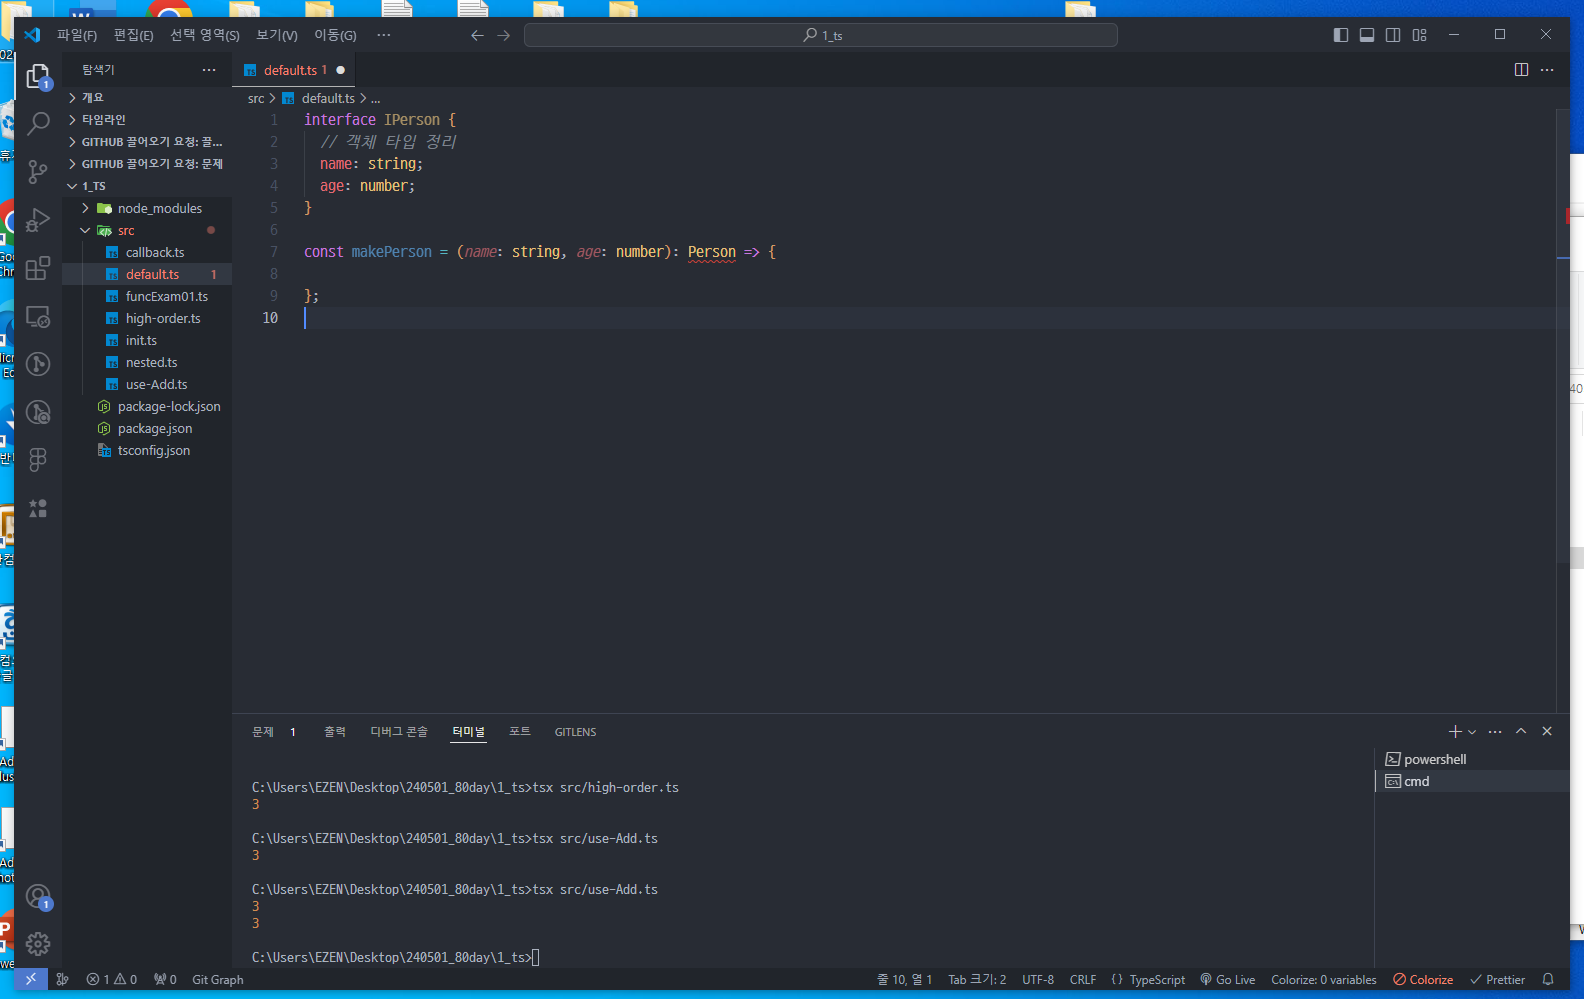 파일(F) 편집(E) 선택 영역(S) 보기(V) 이동(G) ··· 1_ts
탐색기 ···
default.ts 1
개요
타임라인
GITHUB 끌어오기 요청: 끌...
GITHUB 끌어오기 요청: 문제
1_TS
node_modules
src
callback.ts
default.ts 1
funcExam01.ts
high-order.ts
init.ts
nested.ts
use-Add.ts
package-lock.json
package.json
tsconfig.json
src > default.ts > ...
1 interface IPerson {
2 // 객체 타입 정리
3 name: string;
4 age: number;
5 }
6
7 const makePerson = (name: string, age: number): Person => {
8
9 };
10
문제 1 출력 디버그 콘솔 터미널 포트 GITLENS
C:\Users\EZEN\Desktop\240501_80day\1_ts>tsx src/high-order.ts
3
C:\Users\EZEN\Desktop\240501_80day\1_ts>tsx src/use-Add.ts
3
C:\Users\EZEN\Desktop\240501_80day\1_ts>tsx src/use-Add.ts
3
3
C:\Users\EZEN\Desktop\240501_80day\1_ts>
powershell
cmd
1
1
40
0 Git Graph
1 0
줄 10, 열 1 Tab 크기: 2 UTF-8 CRLF {} TypeScript Go Live Colorize: 0 variables Colorize Prettier